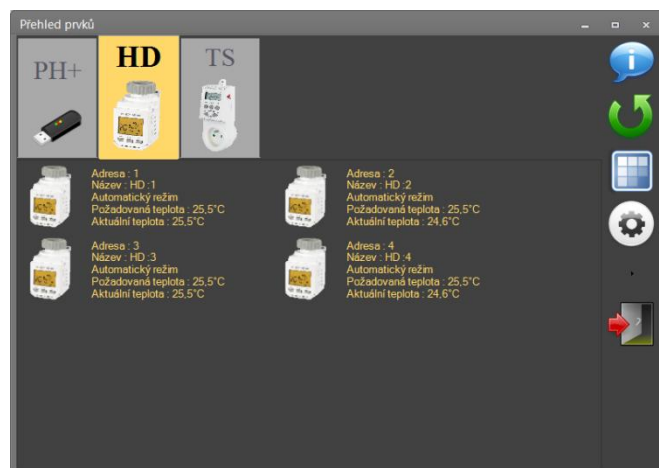 Přehled prvků
PH+
HD
TS
Adresa : 1
Název : HD :1
Automatický režim
Požadovaná teplota : 25,5°C
Aktuální teplota : 25,5°C
Adresa : 2
Název : HD :2
Automatický režim
Požadovaná teplota : 25,5°C
Aktuální teplota : 24,6°C
Adresa : 3
Název : HD :3
Automatický režim
Požadovaná teplota : 25,5°C
Aktuální teplota : 25,5°C
Adresa : 4
Název : HD :4
Automatický režim
Požadovaná teplota : 25,5°C
Aktuální teplota : 24,6°C